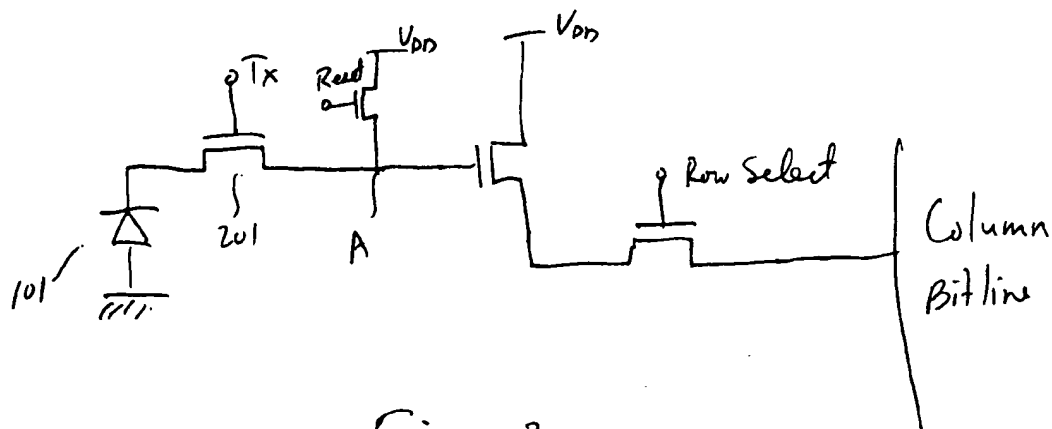 VDD
VDD
Tx
Reset
Row Select
201
A
101
Column
Bitline